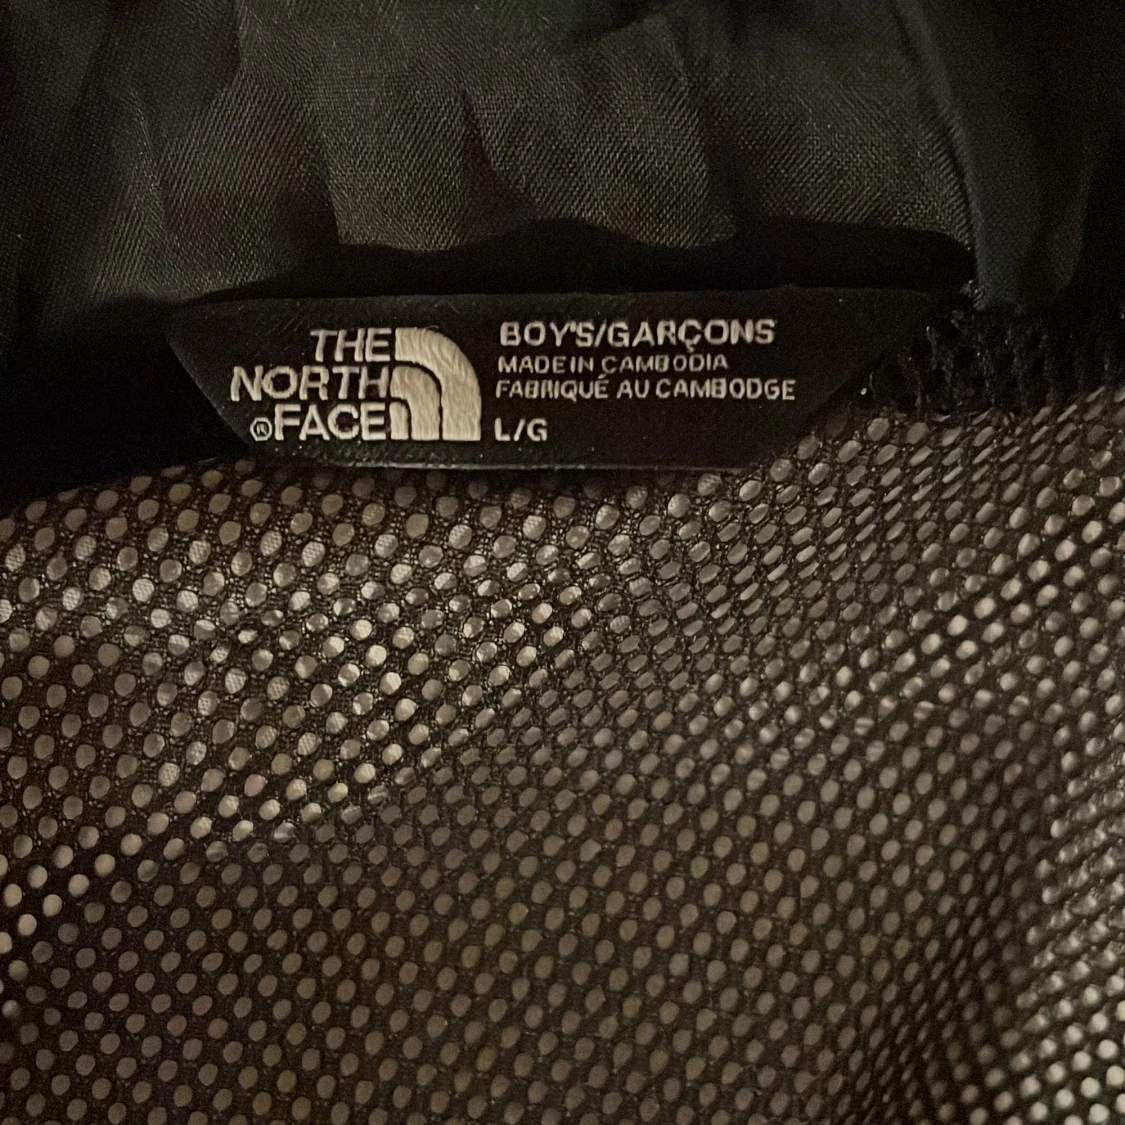 THE
NORTH
®FACE
BOY'S/GARÇONS
MADE IN CAMBODIA
FABRIQUÉ AU CAMBODGE
L/G